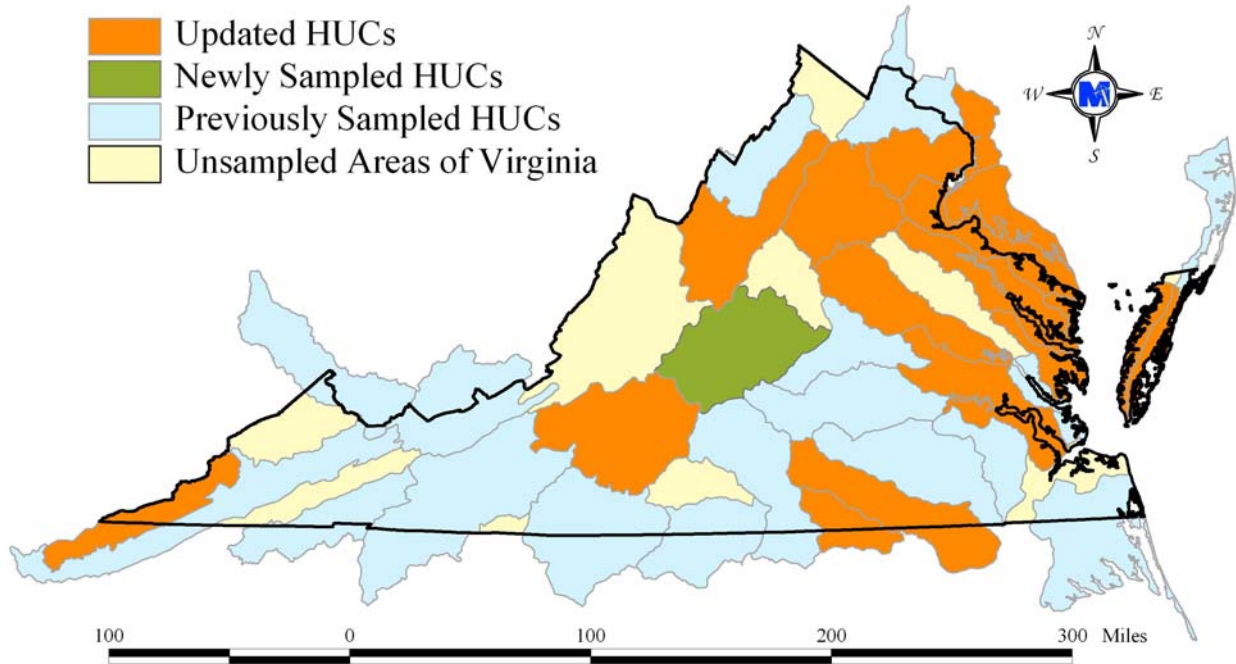 Updated HUCs
Newly Sampled HUCs
Previously Sampled HUCs
Unsampled Areas of Virginia
N
W M E
S
100 0 100 200 300 Miles